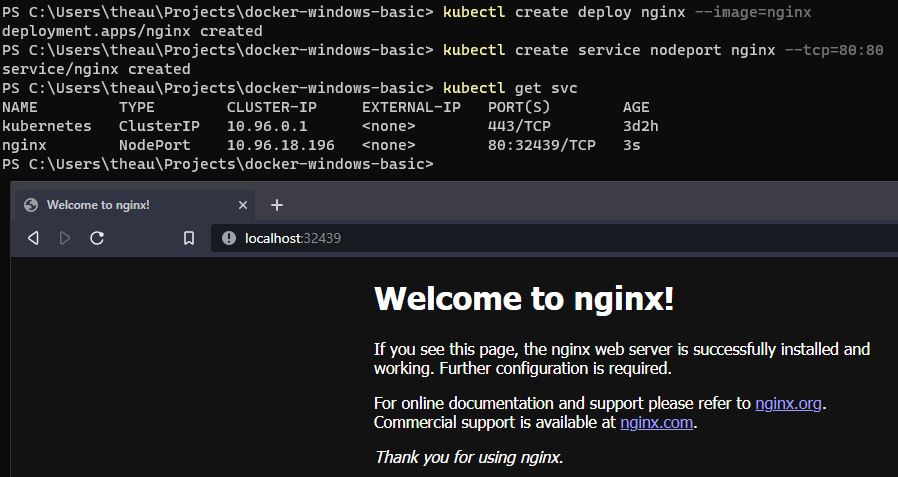 PS C:\Users\theau\Projects\docker-windows-basic> kubectl create deploy nginx --image=nginx
deployment.apps/nginx created
PS C:\Users\theau\Projects\docker-windows-basic> kubectl create service nodeport nginx --tcp=80:80
service/nginx created
PS C:\Users\theau\Projects\docker-windows-basic> kubectl get svc
NAME         TYPE        CLUSTER-IP     EXTERNAL-IP   PORT(S)        AGE
kubernetes   ClusterIP   10.96.0.1      <none>        443/TCP        3d2h
nginx        NodePort    10.96.18.196   <none>        80:32439/TCP   3s
PS C:\Users\theau\Projects\docker-windows-basic>
Welcome to nginx!
localhost:32439
Welcome to nginx!
If you see this page, the nginx web server is successfully installed and
working. Further configuration is required.
For online documentation and support please refer to nginx.org.
Commercial support is available at nginx.com.
Thank you for using nginx.